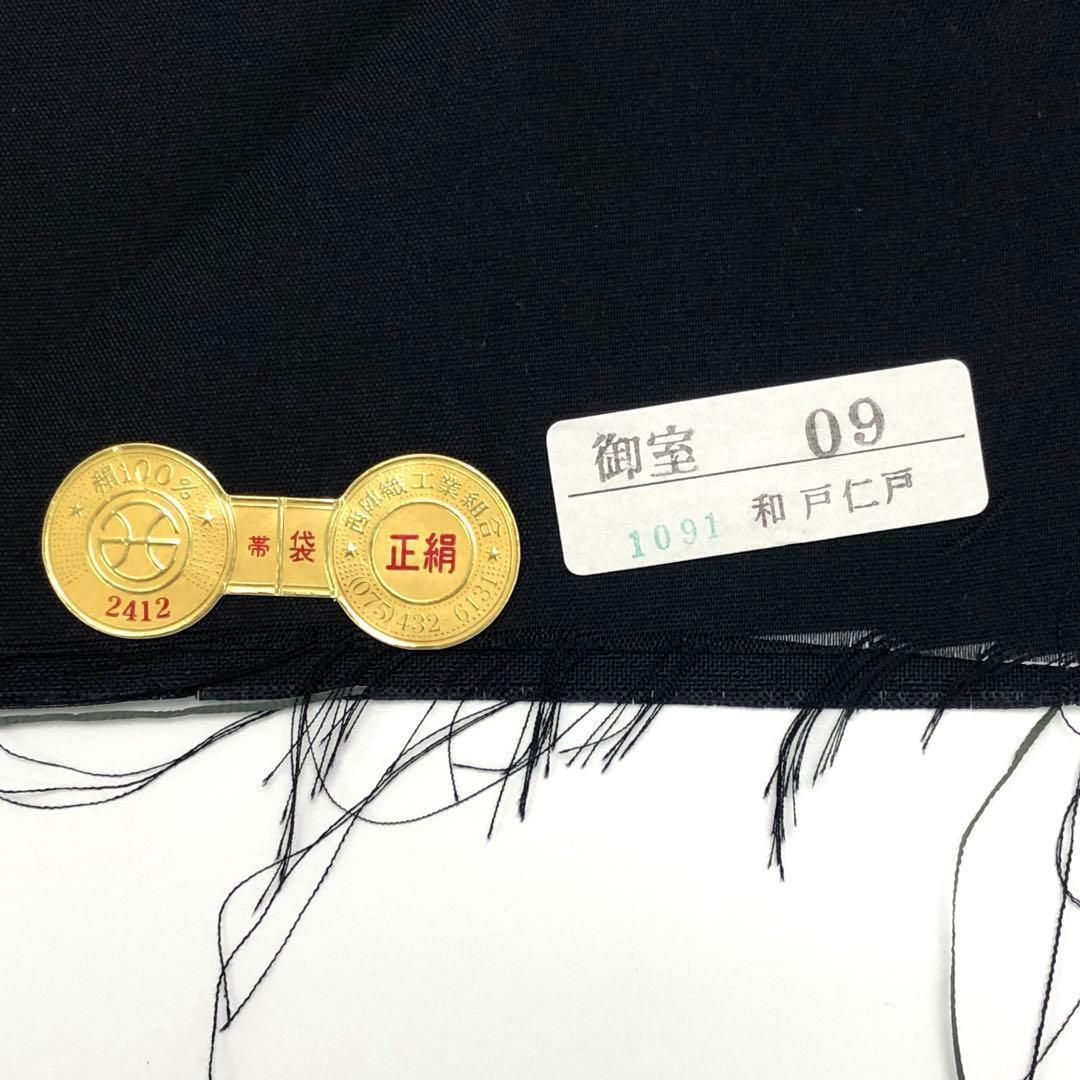 絹100%
2412
帯 袋
西陣織工業組合
正絹
(075)432 6131
御室 09
1091 和戸仁戸